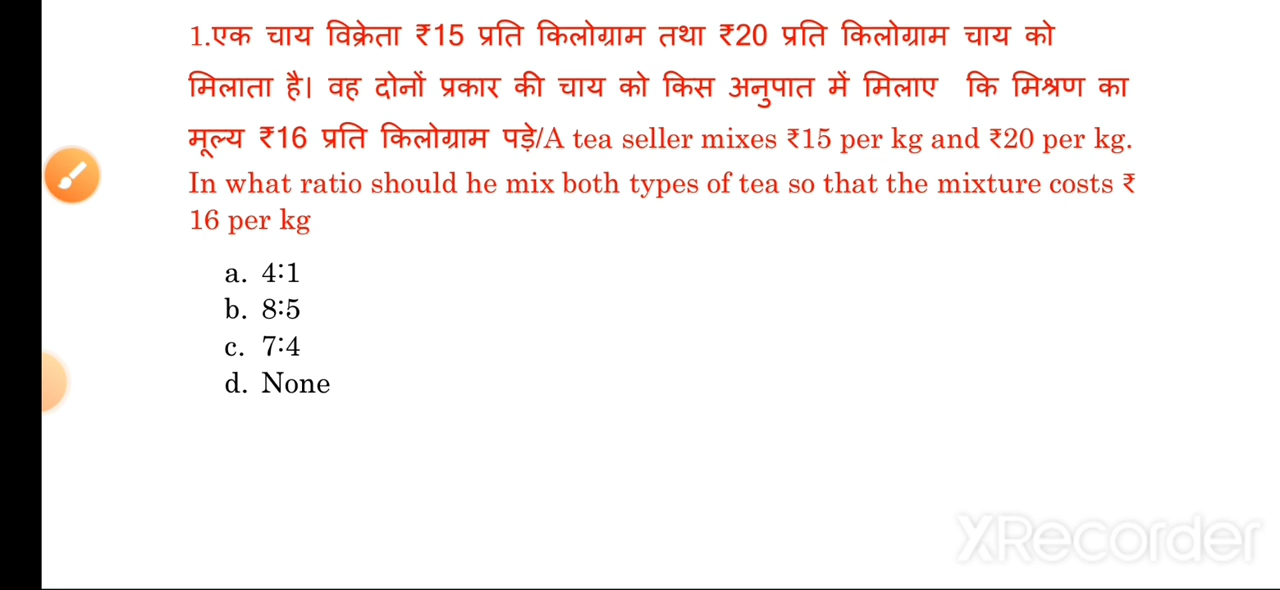 1.एक चाय विक्रेता ₹15 प्रति किलोग्राम तथा ₹20 प्रति किलोग्राम चाय को
मिलाता है। वह दोनों प्रकार की चाय को किस अनुपात में मिलाए कि मिश्रण का
मूल्य ₹16 प्रति किलोग्राम पड़े/A tea seller mixes ₹15 per kg and ₹20 per kg.
In what ratio should he mix both types of tea so that the mixture costs ₹
16 per kg
a. 4:1
b. 8:5
c. 7:4
d. None
XRecorder